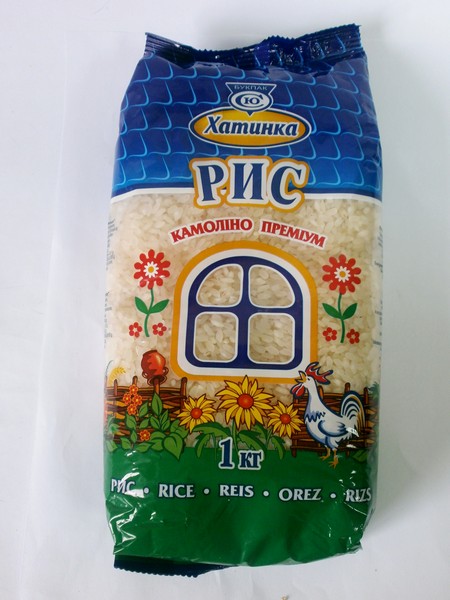 БУКПАК
Ю
Хатинка
РИС
КАМОЛІНО ПРЕМІУМ
1 КГ
РИС • RICE • REIS • OREZ • RIZS